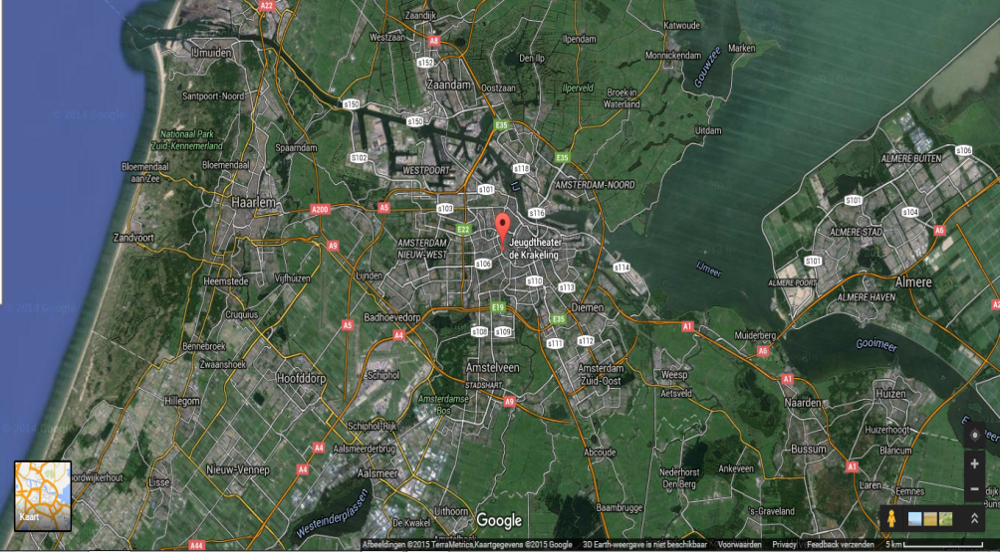 A22
Zaandijk
Katwoude
Westzaan
A8
Ilpendam
Marken
IJmuiden
Den Ilp
Monnickendam
Gouwzee
s152
Zaandam
Oostzaan
Ilperveld
Broek in
Waterland
Santpoort-Noord
s150
s150
E35
Uitdam
© 2014 Google
Nationaal Park
Zuid-Kennemerland
Spaarndam
s102
E35
ALMERE BUITEN
s106
Bloemendaal
aan Zee
Bloemendaal
WESTPOORT
s118
IJ
AMSTERDAM-NOORD
s101
s101
Haarlem
A200
A5
s103
s116
s104
Zandvoort
A9
AMSTERDAM
NIEUW-WEST
E22
Jeugdtheater
de Krakeling
ALMERE STAD
A6
Lijnden
s106
s114
IJmeer
s101
Heemstede
Vijfhuizen
s110
s113
ALMERE POORT
Almere
ALMERE HAVEN
Cruquius
Badhoevedorp
E19
Diemen
E35
A5
A4
s108
s109
s111
s112
A1
Muiderberg
A6
Gooimeer
Bennebroek
Zwaanshoek
Hoofddorp
Schiphol
Amstelveen
STADSHART
Amsterdam
Zuid-Oost
Weesp
Aetsveld
A1
Naarden
Huizen
Hillegom
Amsterdamse
Bos
A9
Schiphol-Rijk
Huizerhoogt
Aalsmeerderbrug
A4
Abcoude
Bussum
Blaricum
A4
Nieuw-Vennep
Aalsmeer
Nederhorst
Den Berg
Ankeveen
A1
Lisse
Laren
Eemnes
Westeinderplassen
Uithoorn
De Kwakel
Baambrugge
's-Graveland
Kaart
Google
A44
Afbeeldingen ©2015 TerraMetrics,Kaartgegevens ©2015 Google 3D Earth-weergave is niet beschikbaar Voorwaarden Privacy Feedback verzenden 5 km